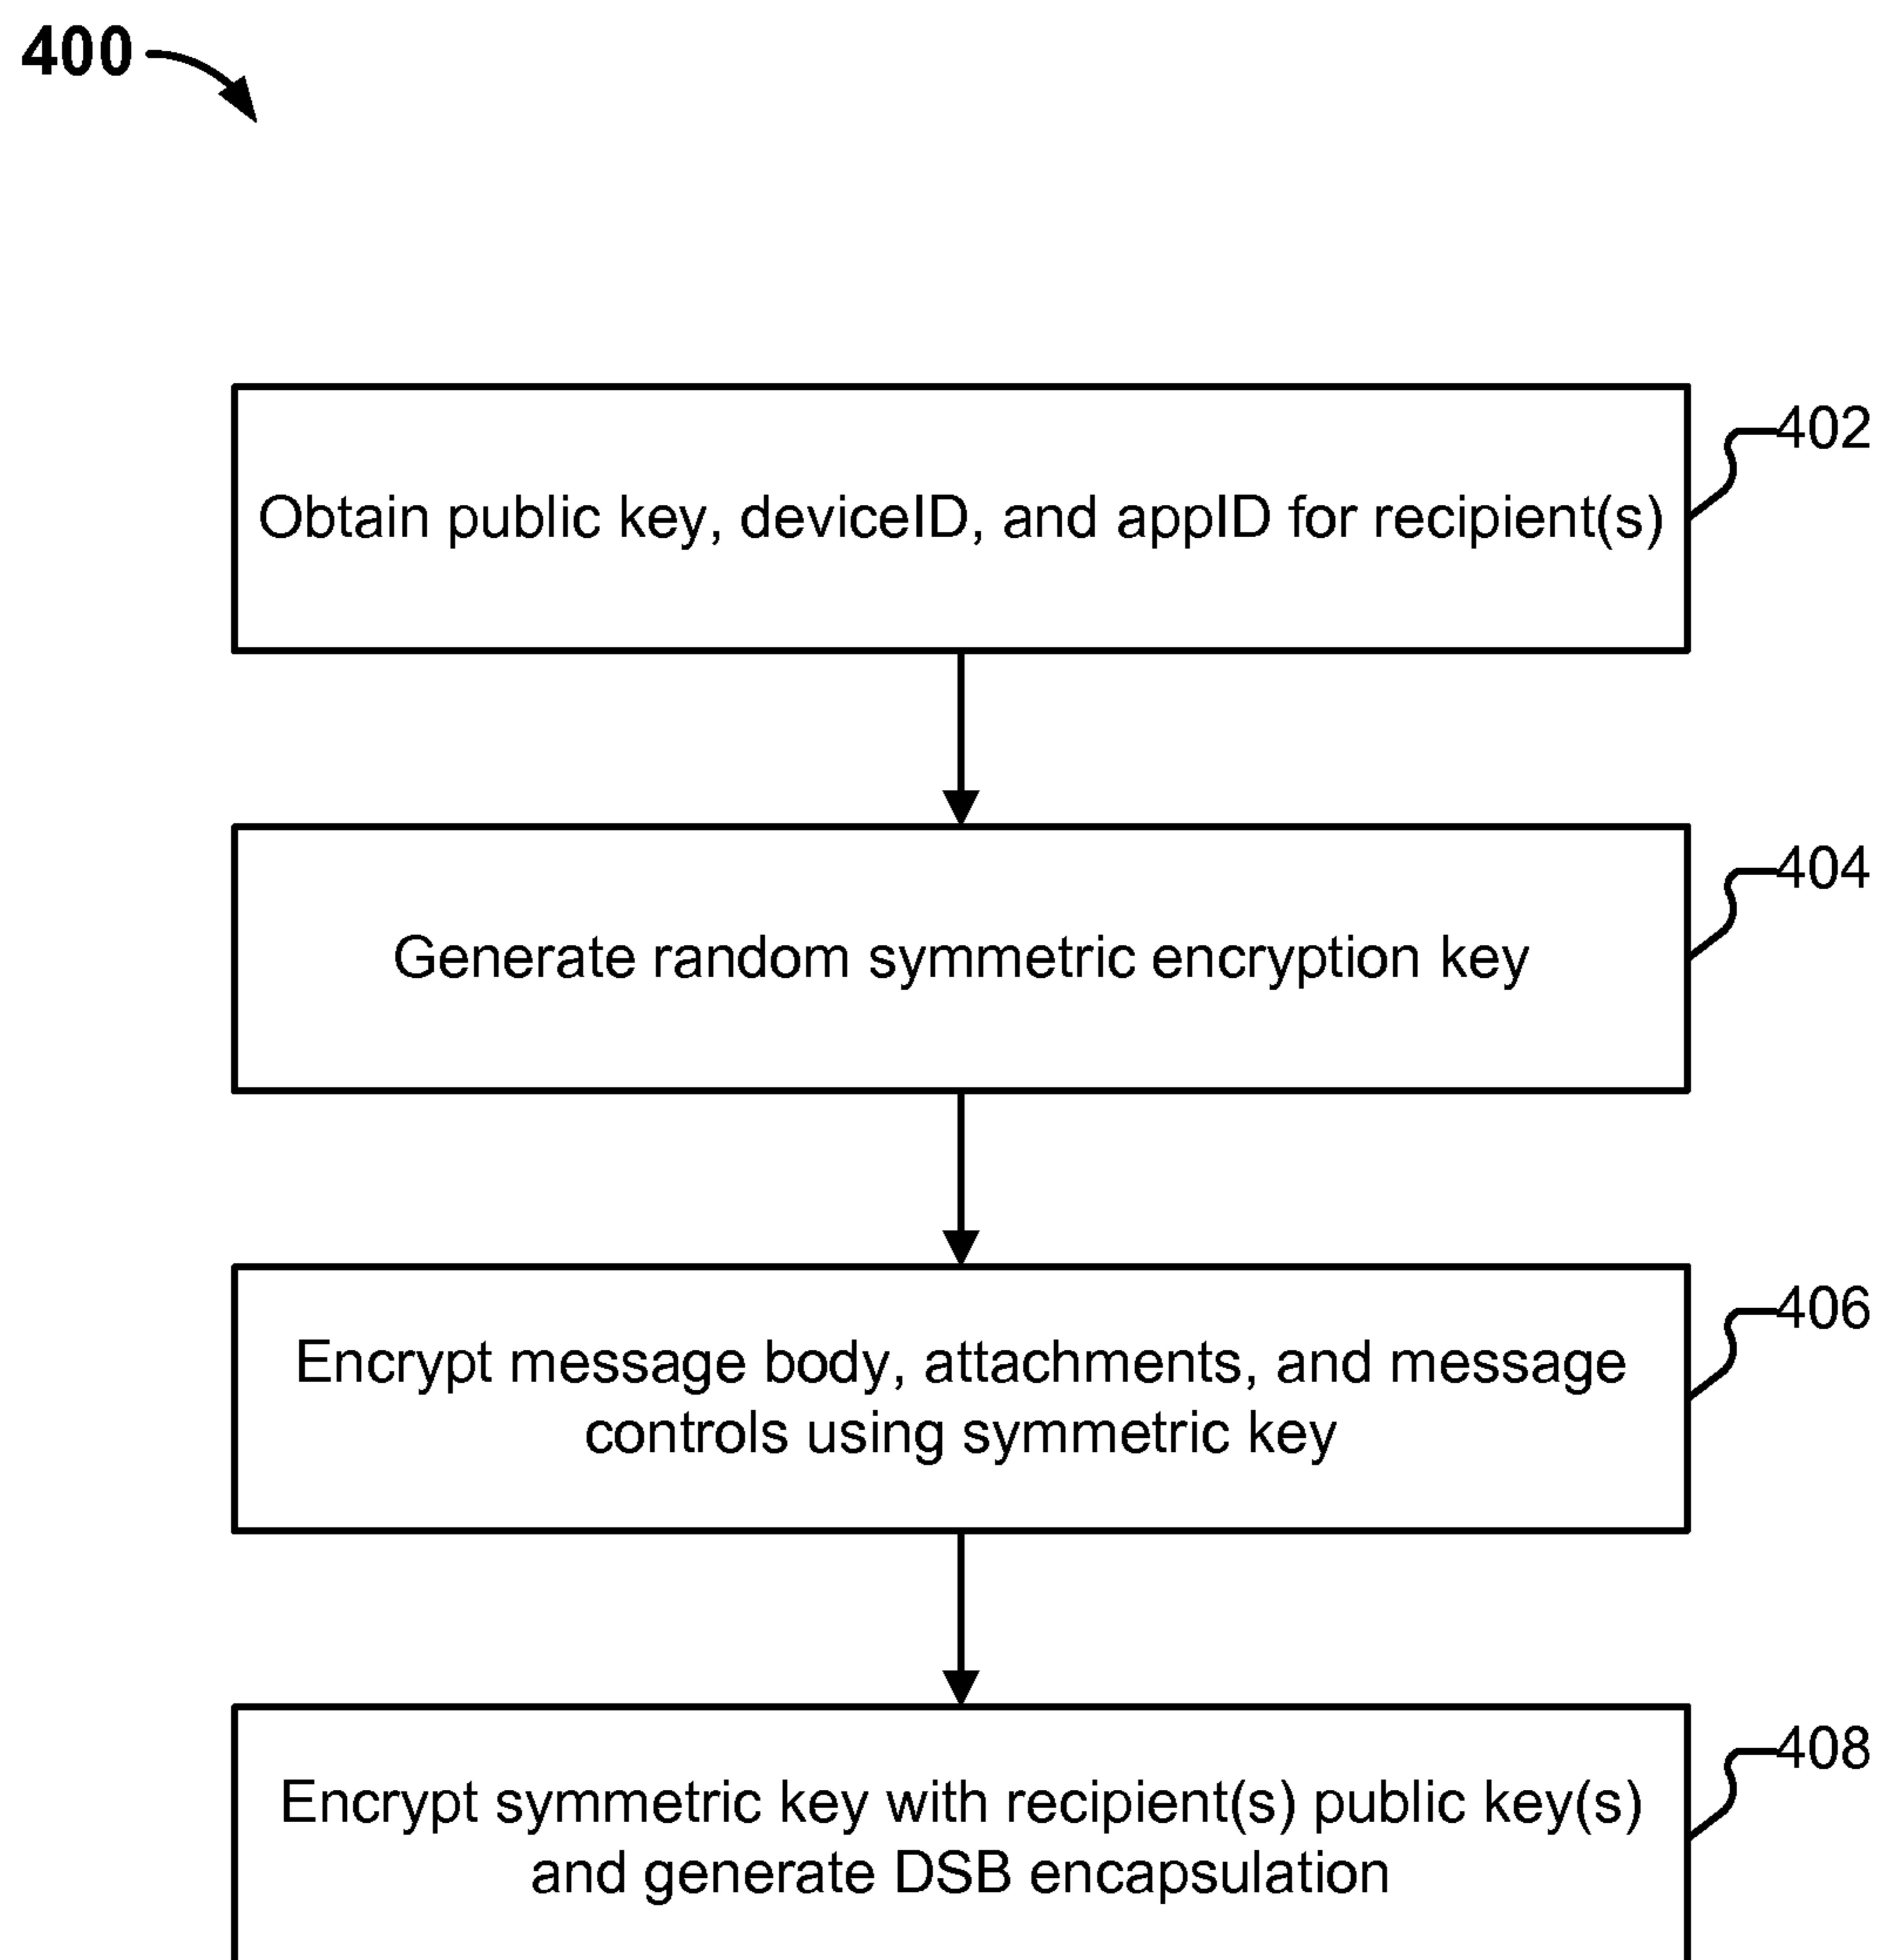 400
Obtain public key, deviceID, and appID for recipient(s)
402
Generate random symmetric encryption key
404
Encrypt message body, attachments, and message
controls using symmetric key
406
Encrypt symmetric key with recipient(s) public key(s)
and generate DSB encapsulation
408